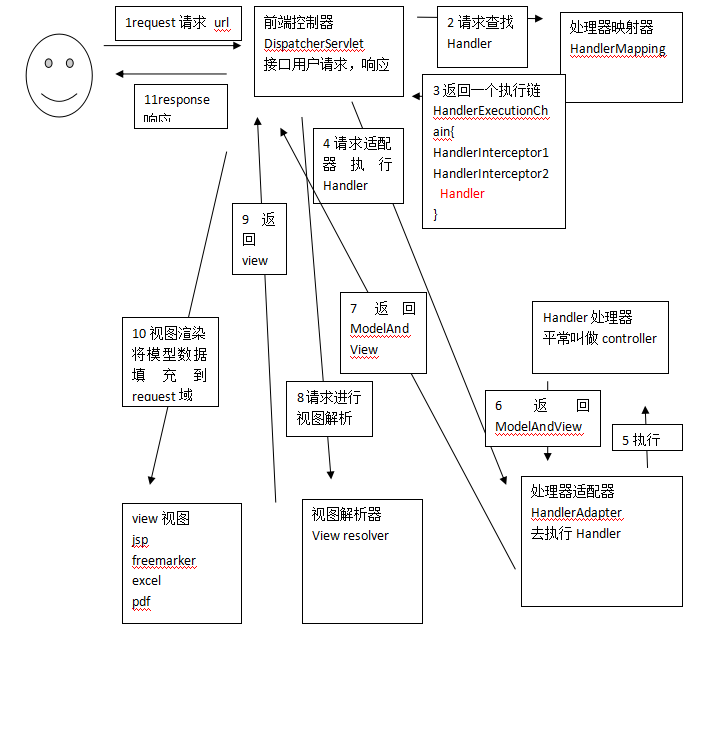 1request 请求 url
前端控制器
DispatcherServlet
接口用户请求，响应
2 请求查找
Handler
处理器映射器
HandlerMapping
11response
响应
3 返回一个执行链
HandlerExecutionCh
ain{
HandlerInterceptor1
HandlerInterceptor2
Handler
}
4 请求适配
器执行
Handler
9 返
回
view
7 返回
ModelAnd
View
Handler 处理器
平常叫做 controller
10 视图渲染
将模型数据
填充到
request 域
8 请求进行
视图解析
6 返回
ModelAndView
5 执行
处理器适配器
HandlerAdapter
去执行 Handler
view 视图
jsp
freemarker
excel
pdf
视图解析器
View resolver